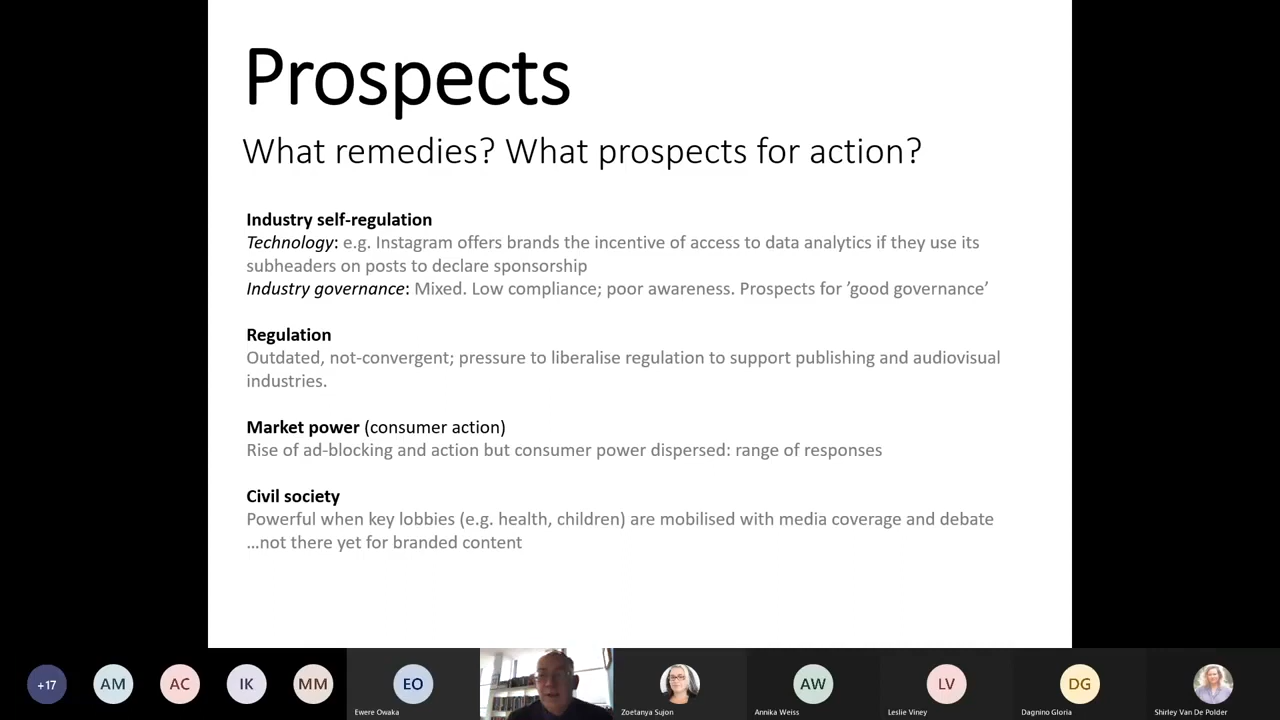 Prospects
What remedies? What prospects for action?
Industry self-regulation
Technology: e.g. Instagram offers brands the incentive of access to data analytics if they use its
subheaders on posts to declare sponsorship
Industry governance: Mixed. Low compliance; poor awareness. Prospects for ’good governance’
Regulation
Outdated, not-convergent; pressure to liberalise regulation to support publishing and audiovisual
industries.
Market power (consumer action)
Rise of ad-blocking and action but consumer power dispersed: range of responses
Civil society
Powerful when key lobbies (e.g. health, children) are mobilised with media coverage and debate
…not there yet for branded content
+17 AM AC IK MM EO AW LV DG
Ewere Owaka Zoetanya Sujon Annika Weiss Leslie Viney Dagnino Gloria Shirley Van De Polder